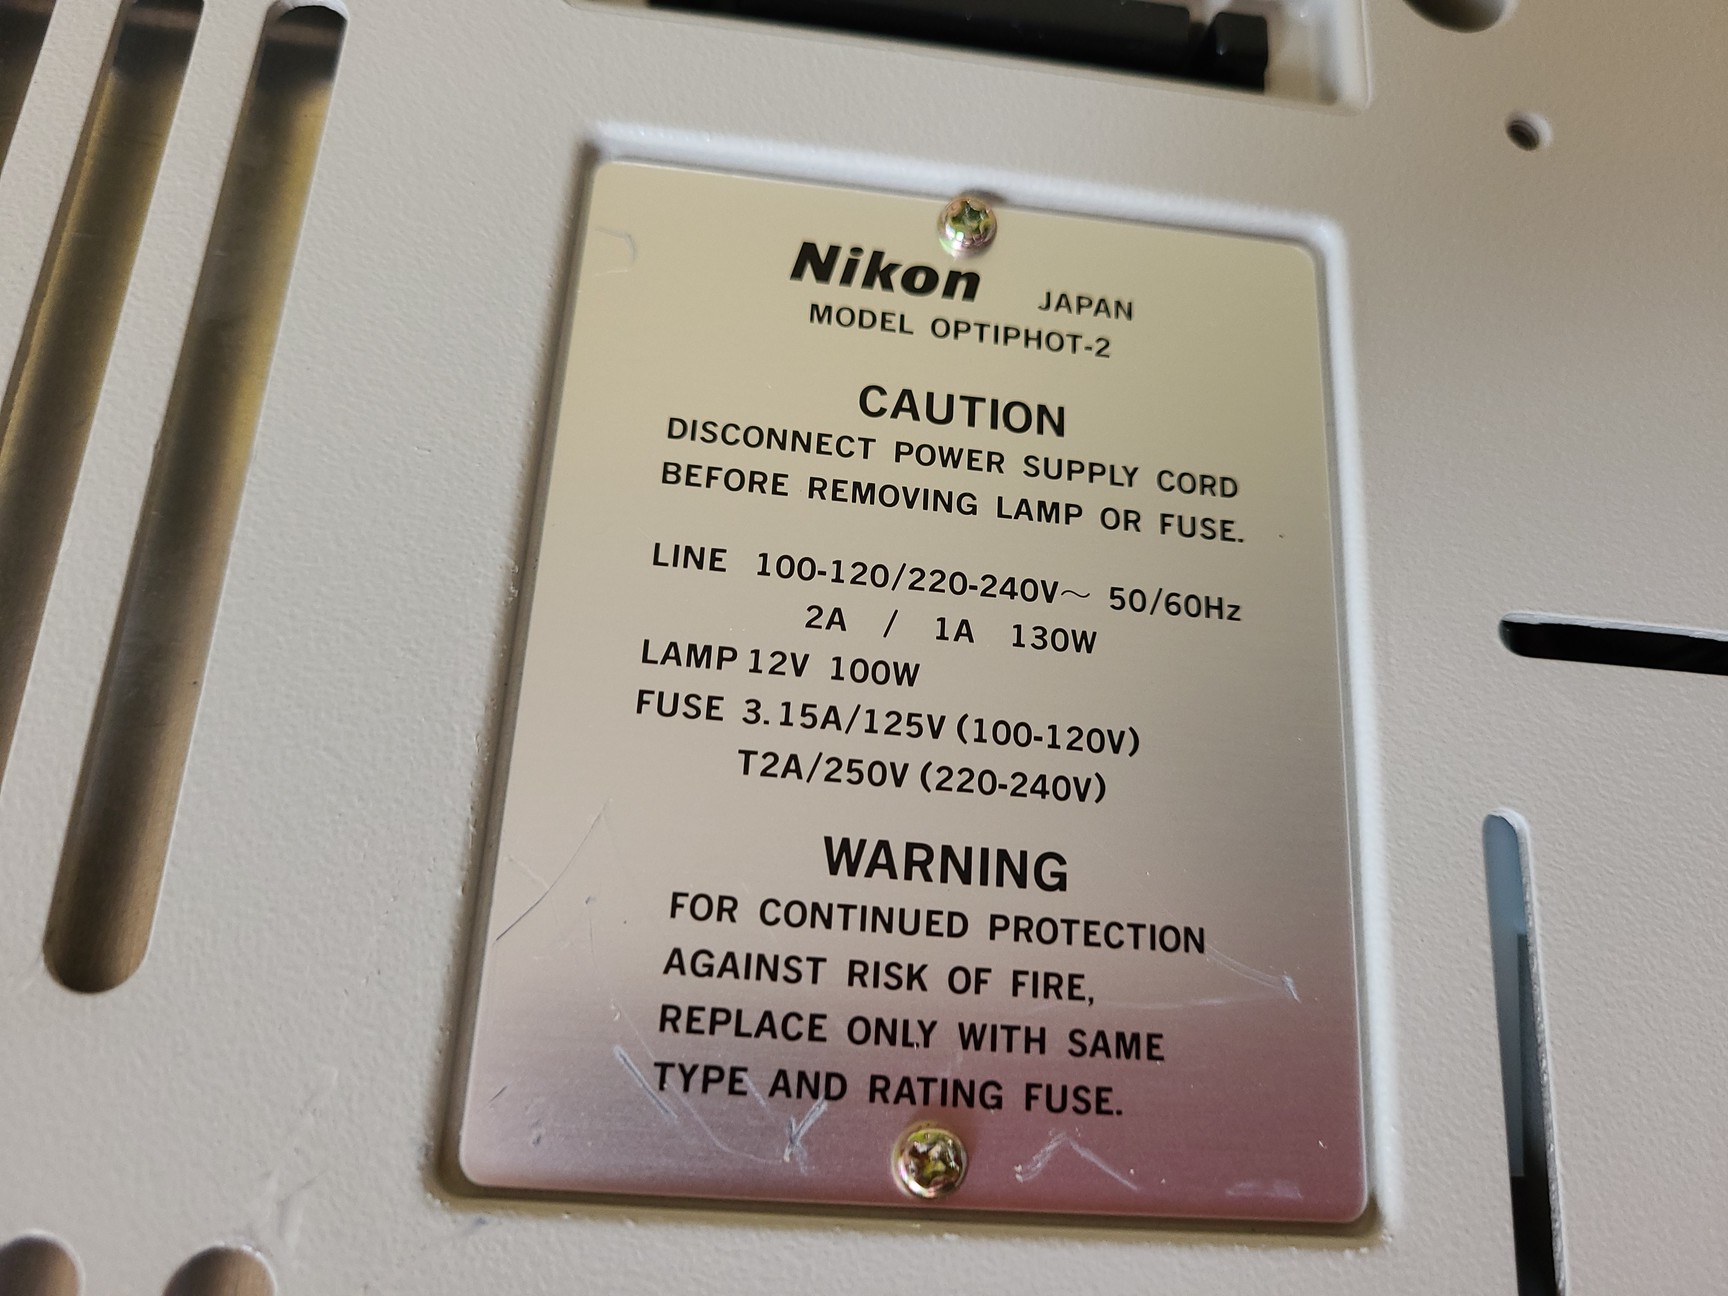 Nikon JAPAN
MODEL OPTIPHOT-2
CAUTION
DISCONNECT POWER SUPPLY CORD
BEFORE REMOVING LAMP OR FUSE.
LINE 100-120/220-240V~ 50/60Hz
2A / 1A 130W
LAMP 12V 100W
FUSE 3.15A/125V (100-120V)
T2A/250V (220-240V)
WARNING
FOR CONTINUED PROTECTION
AGAINST RISK OF FIRE,
REPLACE ONLY WITH SAME
TYPE AND RATING FUSE.